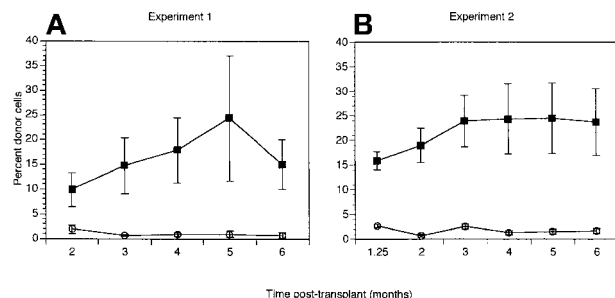 A
Experiment 1
B
Experiment 2
Percent donor cells
40
35
30
25
20
15
10
5
0
2 3 4 5 6
40
35
30
25
20
15
10
5
0
1.25 2 3 4 5 6
Time post-transplant (months)